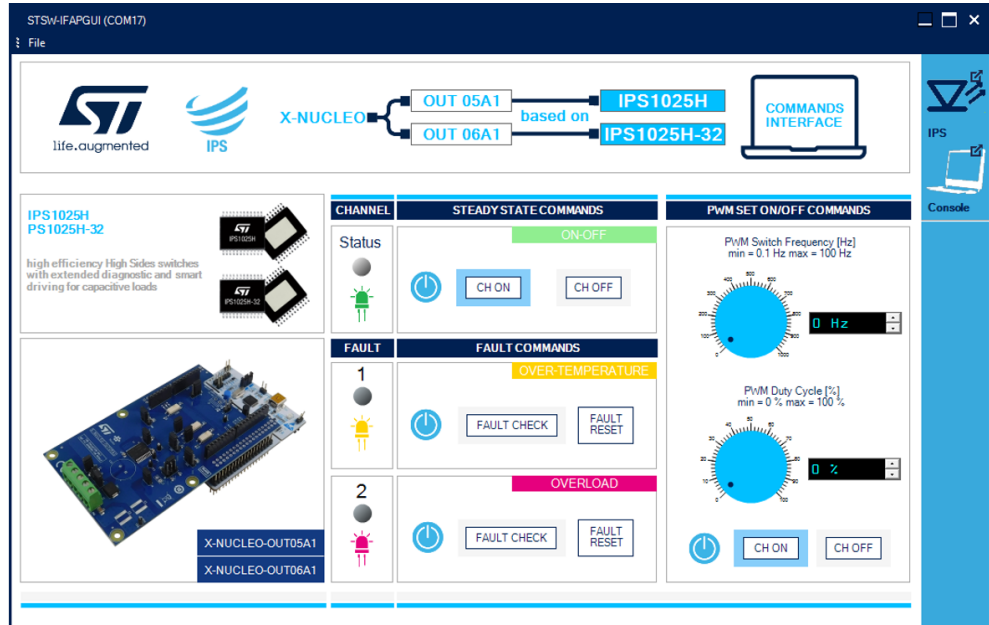 STSW-IFAPGUI (COM17)
File
life.augmented
IPS
X-NUCLEO
OUT 05A1
OUT 06A1
based on
IPS1025H
IPS1025H-32
COMMANDS
INTERFACE
IPS
Console
IPS1025H
PS1025H-32
high efficiency High Sides switches
with extended diagnostic and smart
driving for capacitive loads
IPS1025H
IPS1025H-32
X-NUCLEO-OUT05A1
X-NUCLEO-OUT06A1
CHANNEL
Status
STEADY STATE COMMANDS
ON-OFF
CH ON
CH OFF
FAULT
FAULT COMMANDS
1
OVER-TEMPERATURE
FAULT CHECK
FAULT
RESET
2
OVERLOAD
FAULT CHECK
FAULT
RESET
PWM SET ON/OFF COMMANDS
PWM Switch Frequency [Hz]
min = 0.1 Hz max = 100 Hz
0 Hz
PWM Duty Cycle [%]
min = 0 % max = 100 %
0 %
CH ON
CH OFF